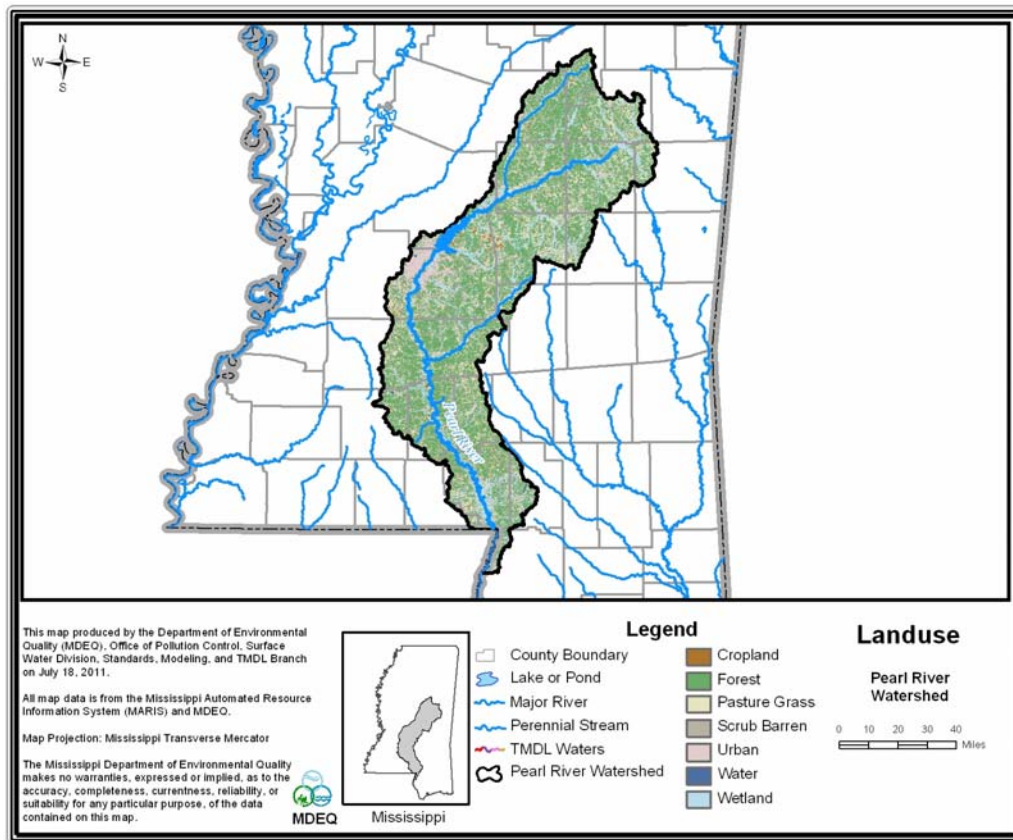 N
W E
S
Pearl River
This map produced by the Department of Environmental
Quality (MDEQ), Office of Pollution Control, Surface
Water Division, Standards, Modeling, and TMDL Branch
on July 18, 2011.
All map data is from the Mississippi Automated Resource
Information System (MARIS) and MDEQ.
Map Projection: Mississippi Transverse Mercator
The Mississippi Department of Environmental Quality
makes no warranties, expressed or implied, as to the
accuracy, completeness, currentness, reliability, or
suitability for any particular purpose, of the data
contained on this map.
MDEQ
Mississippi
Legend
County Boundary
Lake or Pond
Major River
Perennial Stream
TMDL Waters
Pearl River Watershed
Cropland
Forest
Pasture Grass
Scrub Barren
Urban
Water
Wetland
Landuse
Pearl River
Watershed
0 10 20 30 40
Miles